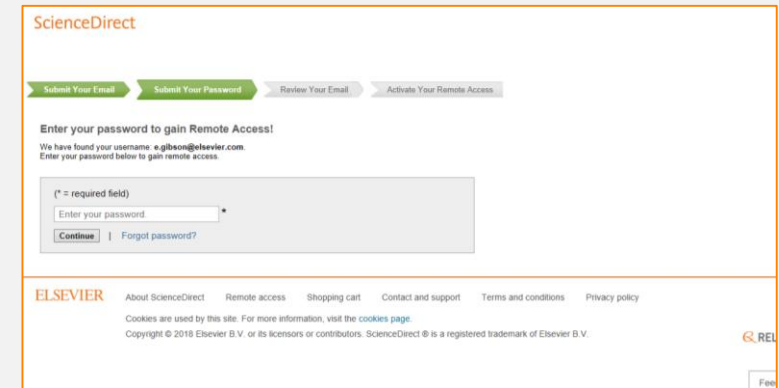 ScienceDirect
Submit Your Email Submit Your Password Review Your Email Activate Your Remote Access
Enter your password to gain Remote Access!
We have found your username: e.gibson@elsevier.com.
Enter your password below to gain remote access.
(* = required field)
Enter your password. *
Continue | Forgot password?
ELSEVIER About ScienceDirect Remote access Shopping cart Contact and support Terms and conditions Privacy policy
Cookies are used by this site. For more information, visit the cookies page.
Copyright © 2018 Elsevier B.V. or its licensors or contributors. ScienceDirect ® is a registered trademark of Elsevier B.V.
REL
Fee